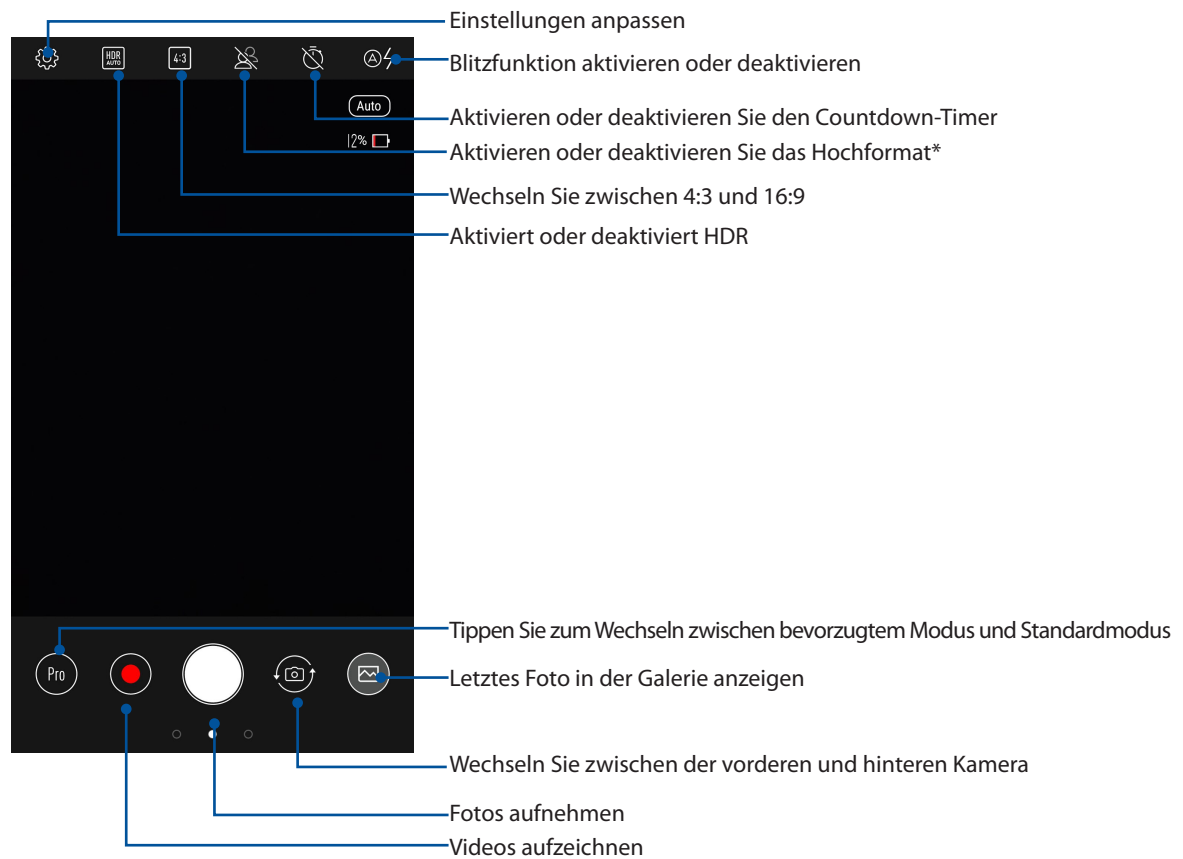 Einstellungen anpassen
HDR
AUTO
4:3
A
Blitzfunktion aktivieren oder deaktivieren
Auto
Aktivieren oder deaktivieren Sie den Countdown-Timer
12%
Aktivieren oder deaktivieren Sie das Hochformat*
Wechseln Sie zwischen 4:3 und 16:9
Aktiviert oder deaktiviert HDR
Tippen Sie zum Wechseln zwischen bevorzugtem Modus und Standardmodus
Pro
Letztes Foto in der Galerie anzeigen
Wechseln Sie zwischen der vorderen und hinteren Kamera
Fotos aufnehmen
Videos aufzeichnen